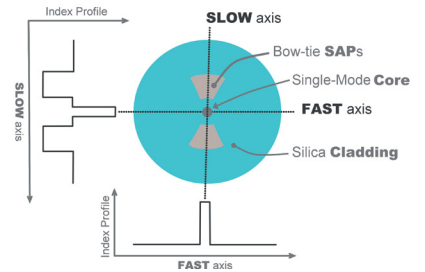 Index Profile
SLOW axis
Bow-tie SAPs
Single-Mode Core
FAST axis
SLOW axis
Silica Cladding
Index Profile
FAST axis